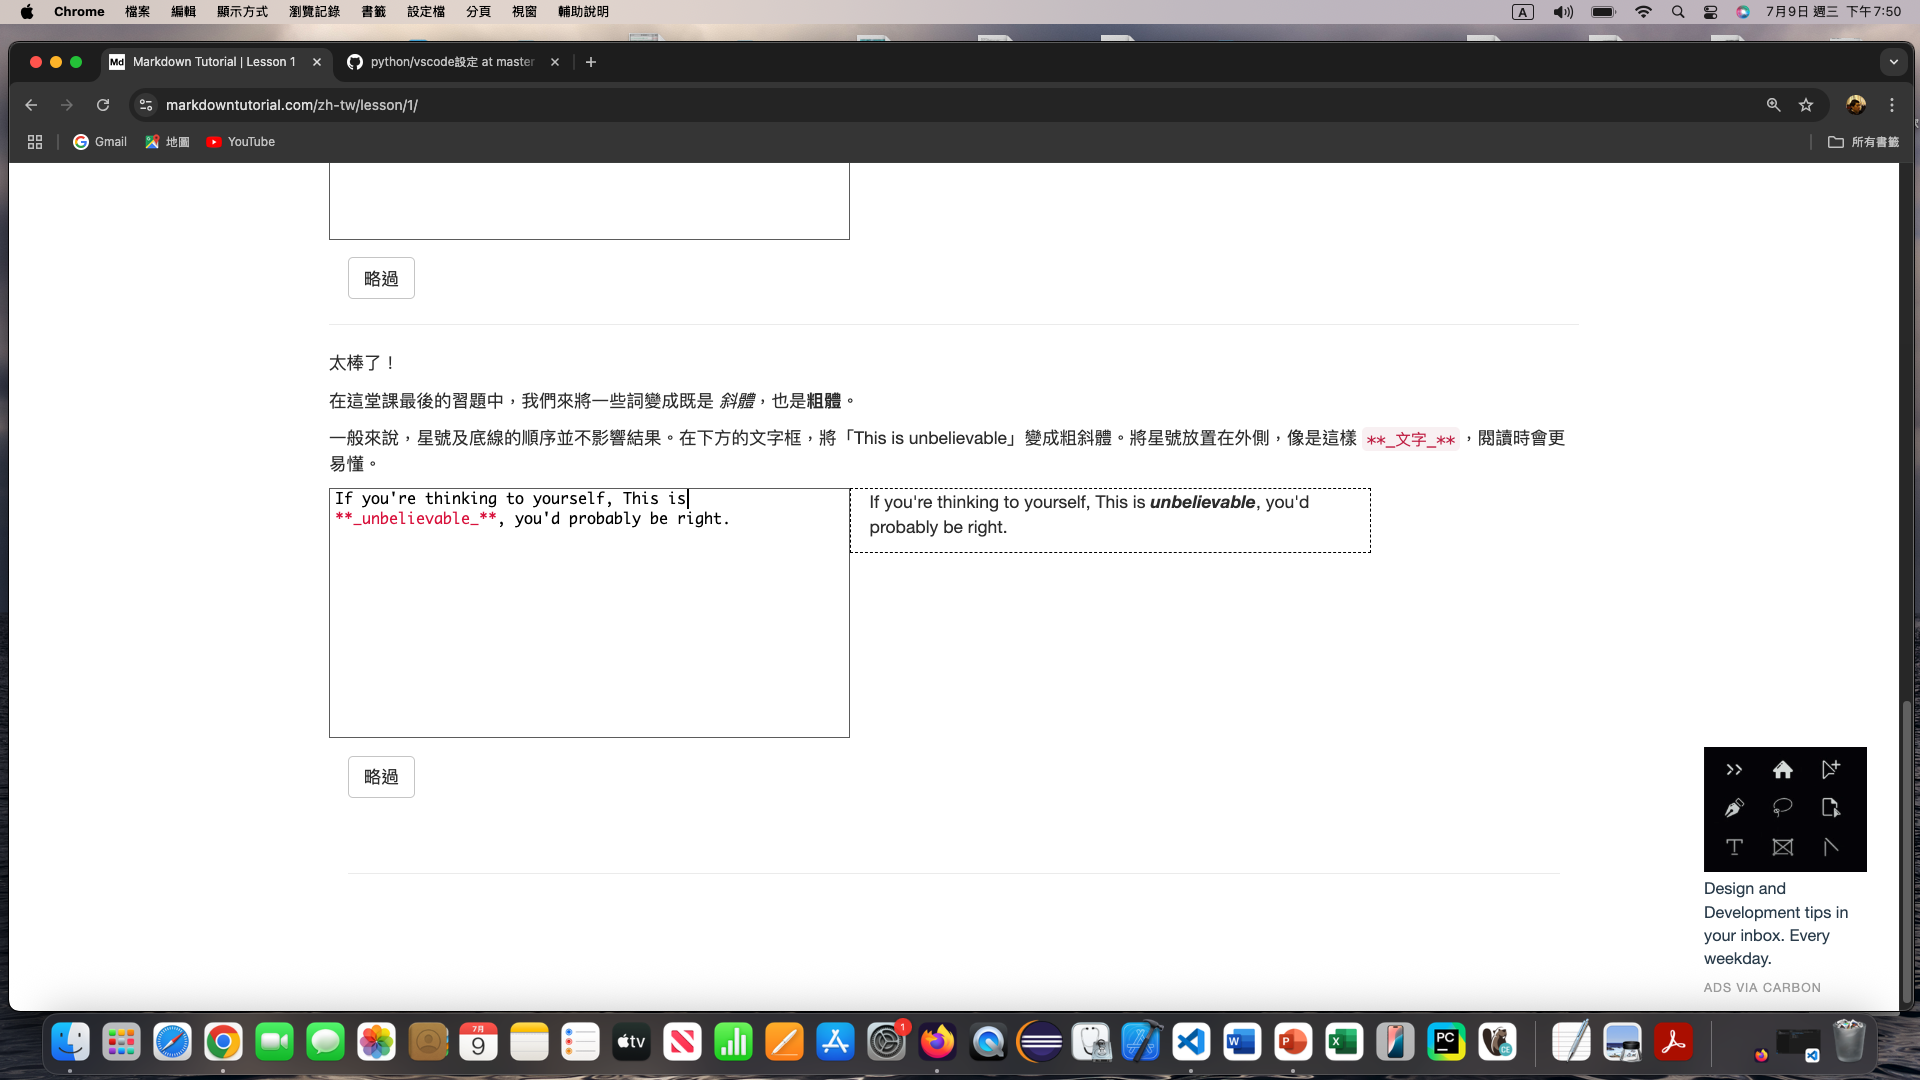 Chrome 檔案 編輯 顯示方式 瀏覽記錄 書籤 設定檔 分頁 視窗 輔助說明 A 7月9日 週三 下午7:50
Md Markdown Tutorial | Lesson 1 python/vscode設定 at master
markdowntutorial.com/zh-tw/lesson/1/
Gmail 地圖 YouTube 所有書籤
略過
太棒了！
在這堂課最後的習題中，我們來將一些詞變成既是 斜體，也是粗體。
一般來說，星號及底線的順序並不影響結果。在下方的文字框，將「This is unbelievable」變成粗斜體。將星號放置在外側，像是這樣 **_文字_**，閱讀時會更
易懂。
If you're thinking to yourself, This is
**_unbelievable_**, you'd probably be right.
If you're thinking to yourself, This is unbelievable, you'd
probably be right.
略過
Design and
Development tips in
your inbox. Every
weekday.
ADS VIA CARBON
7月
9
tv
1
W
P
X
PC
CE